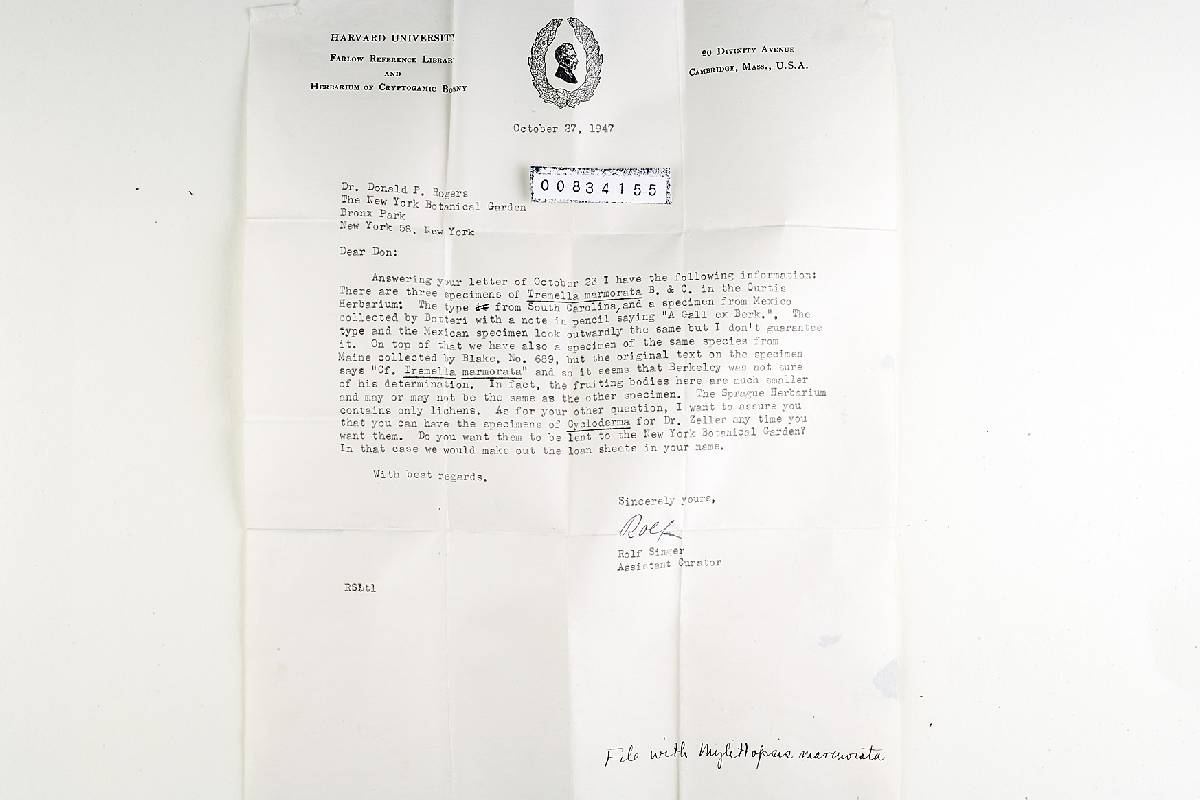 HARVARD UNIVERSITY
FARLOW REFERENCE LIBRARY
AND
HERBARIUM OF CRYPTOGAMIC BOTANY
20 DIVINITY AVENUE
CAMBRIDGE, MASS., U.S.A.
October 27, 1947
00834155
Dr. Donald P. Rogers
The New York Botanical Garden
Bronx Park
New York 58, New York
Dear Don:
Answering your letter of October 23 I have the following information:
There are three specimens of Tremella marmorata B. & C. in the Curtis
Herbarium: The type is from South Carolina, and a specimen from Mexico
collected by Botteri with a note in pencil saying "A Gall ex Berk.". The
type and the Mexican specimen look outwardly the same but I don't guarantee
it. On top of that we have also a specimen of the same species from
Maine collected by Blake, No. 689, but the original text on the specimen
says "Cf. Tremella marmorata" and so it seems that Berkeley was not sure
of his determination. In fact, the fruiting bodies here are much smaller
and may or may not be the same as the other specimen. The Sprague Herbarium
contains only lichens. As for your other question, I want to assure you
that you can have the specimens of Cycloderma for Dr. Zeller any time you
want them. Do you want them to be lent to the New York Botanical Garden?
In that case we would make out the loan sheets in your name.
With best regards,
Sincerely yours,
Rolf
Rolf Singer
Assistant Curator
RS:tl
File with marmorata